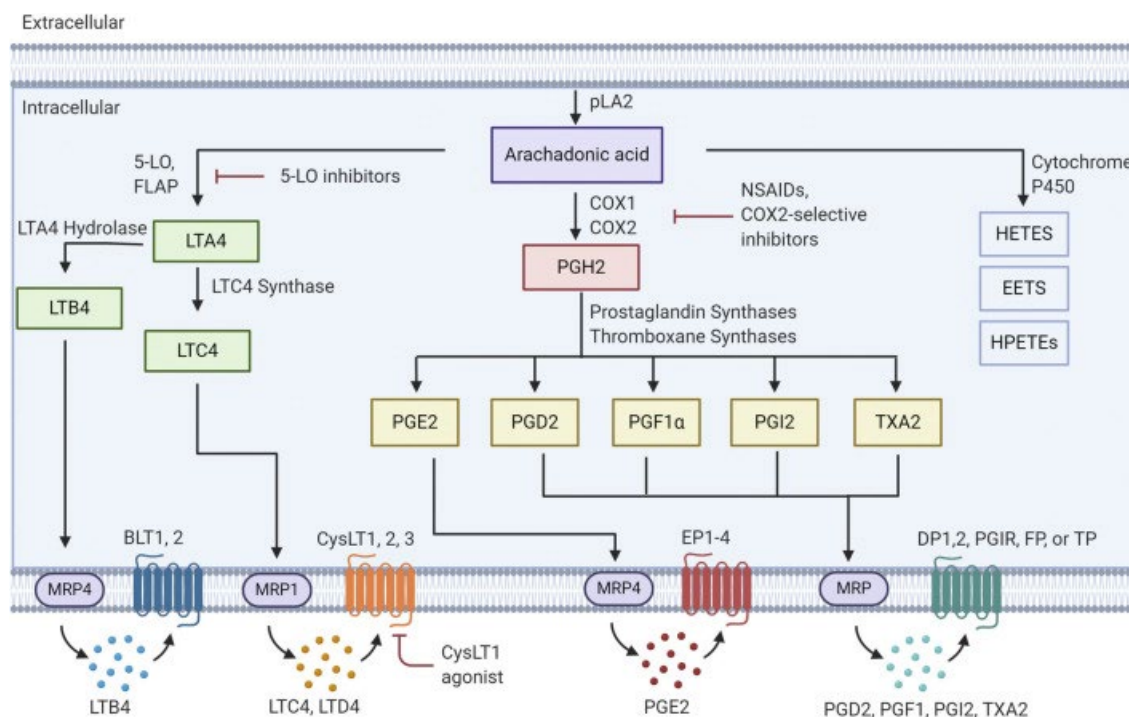 Extracellular
Intracellular
pLA2
Arachadonic acid
5-LO,
FLAP
5-LO inhibitors
Cytochrome
P450
COX1
COX2
NSAIDs,
COX2-selective
inhibitors
LTA4 Hydrolase
LTA4
HETES
PGH2
LTC4 Synthase
LTB4
EETS
Prostaglandin Synthases
Thromboxane Synthases
LTC4
HPETEs
PGE2
PGD2
PGF1α
PGI2
TXA2
BLT1, 2
CysLT1, 2, 3
EP1-4
DP1,2, PGIR, FP, or TP
MRP4
MRP1
MRP4
MRP
CysLT1
agonist
LTB4
LTC4, LTD4
PGE2
PGD2, PGF1, PGI2, TXA2